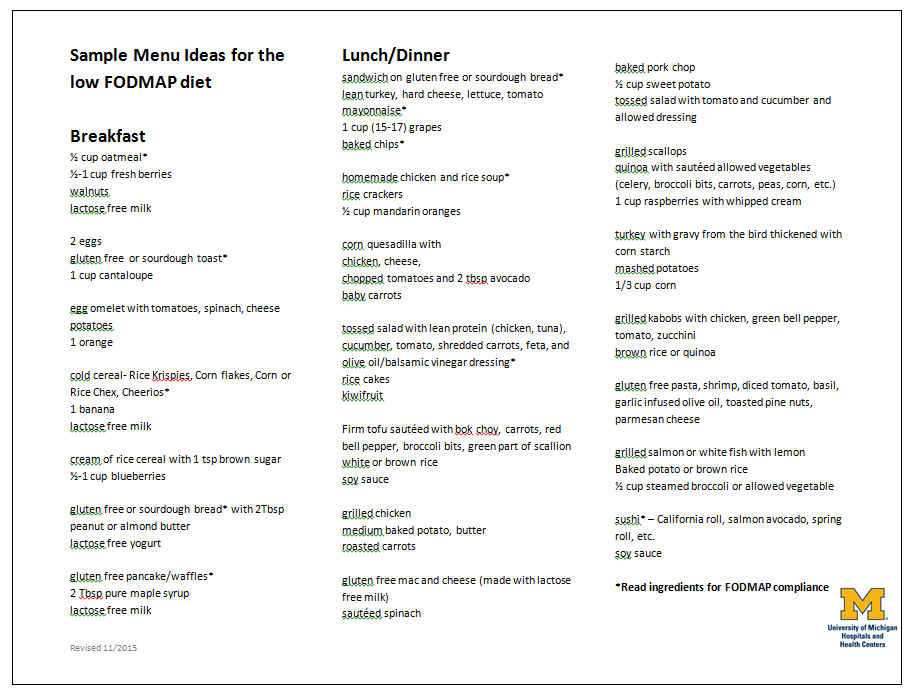 Sample Menu Ideas for the
low FODMAP diet
Breakfast
½ cup oatmeal*
½-1 cup fresh berries
walnuts
lactose free milk
2 eggs
gluten free or sourdough toast*
1 cup cantaloupe
egg omelet with tomatoes, spinach, cheese
potatoes
1 orange
cold cereal- Rice Krispies, Corn flakes, Corn or
Rice Chex, Cheerios*
1 banana
lactose free milk
cream of rice cereal with 1 tsp brown sugar
½-1 cup blueberries
gluten free or sourdough bread* with 2Tbsp
peanut or almond butter
lactose free yogurt
gluten free pancake/waffles*
2 Tbsp pure maple syrup
lactose free milk
Revised 11/2015
Lunch/Dinner
sandwich on gluten free or sourdough bread*
lean turkey, hard cheese, lettuce, tomato
mayonnaise*
1 cup (15-17) grapes
baked chips*
homemade chicken and rice soup*
rice crackers
½ cup mandarin oranges
corn quesadilla with
chicken, cheese,
chopped tomatoes and 2 tbsp avocado
baby carrots
tossed salad with lean protein (chicken, tuna),
cucumber, tomato, shredded carrots, feta, and
olive oil/balsamic vinegar dressing*
rice cakes
kiwifruit
Firm tofu sautéed with bok choy, carrots, red
bell pepper, broccoli bits, green part of scallion
white or brown rice
soy sauce
grilled chicken
medium baked potato, butter
roasted carrots
gluten free mac and cheese (made with lactose
free milk)
sautéed spinach
baked pork chop
½ cup sweet potato
tossed salad with tomato and cucumber and
allowed dressing
grilled scallops
quinoa with sautéed allowed vegetables
(celery, broccoli bits, carrots, peas, corn, etc.)
1 cup raspberries with whipped cream
turkey with gravy from the bird thickened with
corn starch
mashed potatoes
1/3 cup corn
grilled kabobs with chicken, green bell pepper,
tomato, zucchini
brown rice or quinoa
gluten free pasta, shrimp, diced tomato, basil,
garlic infused olive oil, toasted pine nuts,
parmesan cheese
grilled salmon or white fish with lemon
Baked potato or brown rice
½ cup steamed broccoli or allowed vegetable
sushi* – California roll, salmon avocado, spring
roll, etc.
soy sauce
*Read ingredients for FODMAP compliance
M
University of Michigan
Hospitals and
Health Centers